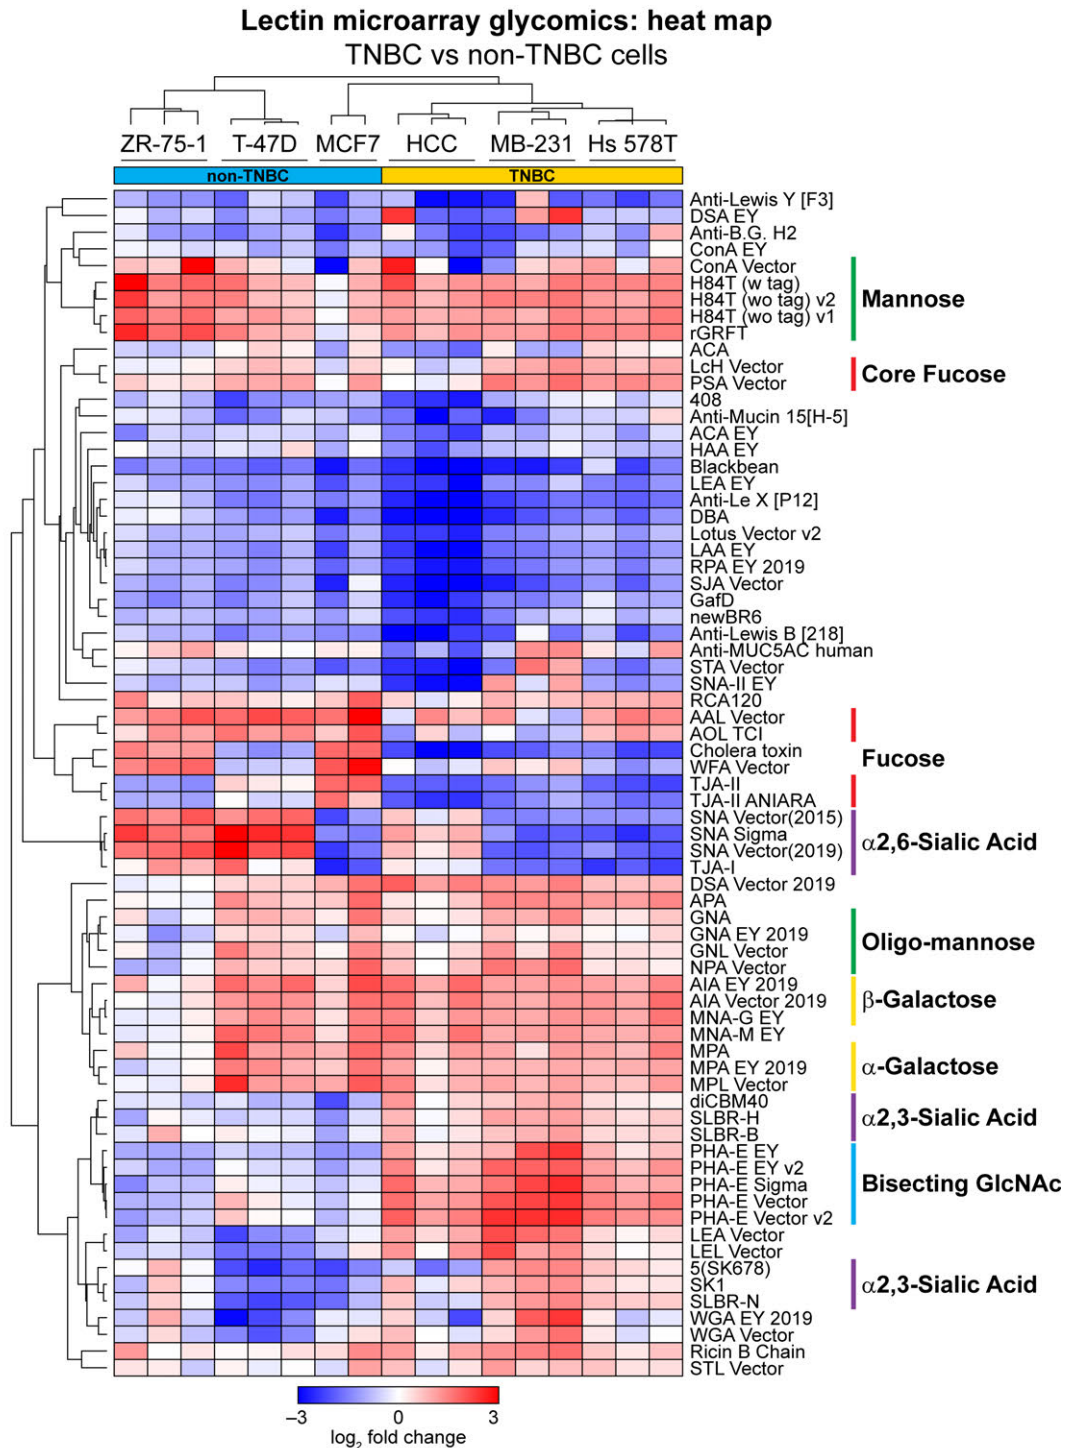 Lectin microarray glycomics: heat map
TNBC vs non-TNBC cells
ZR-75-1 T-47D MCF7 HCC MB-231 Hs 578T
non-TNBC TNBC
Anti-Lewis Y [F3]
DSA EY
Anti-B.G. H2
ConA EY
ConA Vector
H84T (w tag)
H84T (wo tag) v2
Mannose
H84T (wo tag) v1
rGRFT
ACA
LcH Vector
Core Fucose
PSA Vector
408
Anti-Mucin 15[H-5]
ACA EY
HAA EY
Blackbean
LEA EY
Anti-Le X [P12]
DBA
Lotus Vector v2
LAA EY
RPA EY 2019
SJA Vector
GafD
newBR6
Anti-Lewis B [218]
Anti-MUC5AC human
STA Vector
SNA-II EY
RCA120
AAL Vector
AOL TCI
Cholera toxin
Fucose
WFA Vector
TJA-II
TJA-II ANIARA
SNA Vector(2015)
SNA Sigma
α2,6-Sialic Acid
SNA Vector(2019)
TJA-I
DSA Vector 2019
APA
GNA
GNA EY 2019
Oligo-mannose
GNL Vector
NPA Vector
AIA EY 2019
AIA Vector 2019
β-Galactose
MNA-G EY
MNA-M EY
MPA
MPA EY 2019
α-Galactose
MPL Vector
diCBM40
SLBR-H
α2,3-Sialic Acid
SLBR-B
PHA-E EY
PHA-E EY v2
PHA-E Sigma
Bisecting GlcNAc
PHA-E Vector
PHA-E Vector v2
LEA Vector
LEL Vector
5(SK678)
SK1
α2,3-Sialic Acid
SLBR-N
WGA EY 2019
WGA Vector
Ricin B Chain
STL Vector
−3 0 3
log2 fold change